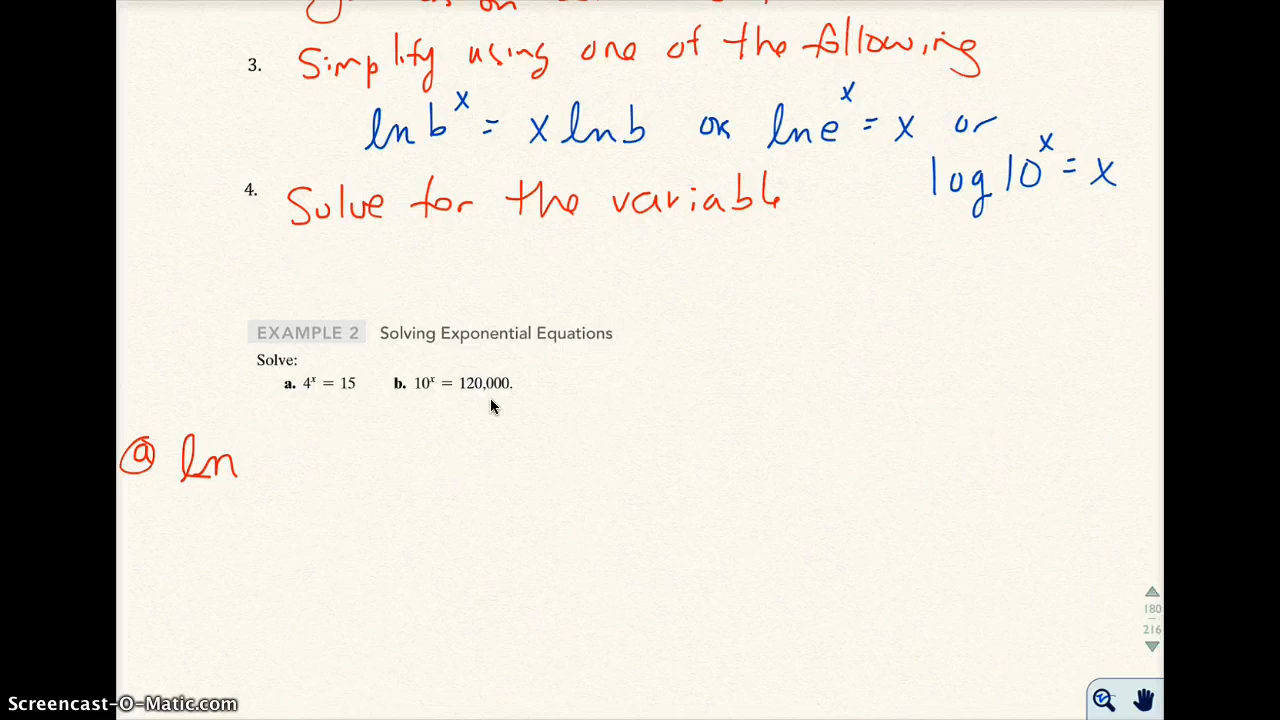 3. Simplify using one of the following
ln b^x = x ln b or ln e^x = x or
log 10^x = x
4. Solve for the variable
EXAMPLE 2 Solving Exponential Equations
Solve:
a. 4^x = 15 b. 10^x = 120,000.
ⓐ ln
180
216
Screencast-O-Matic.com